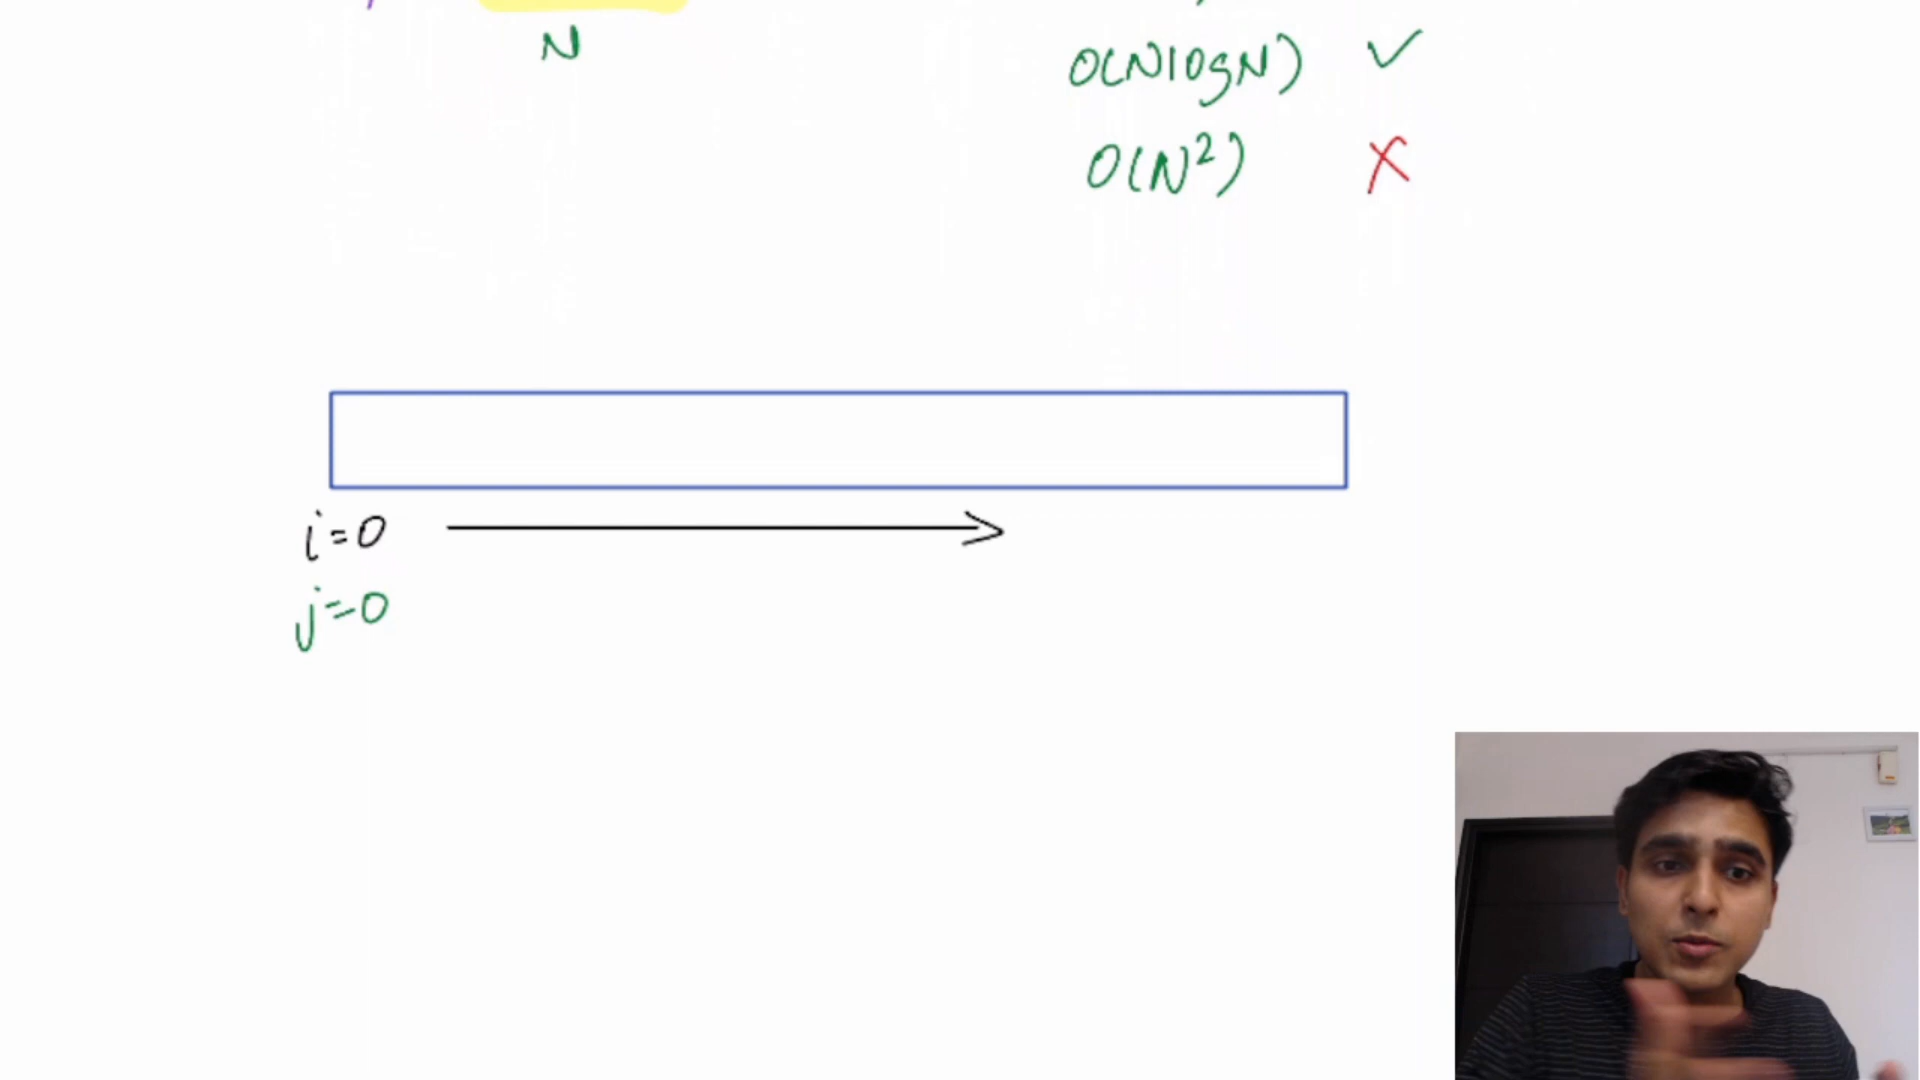 N
O(NlogN) ✓
O(N²) X
i=0
j=0